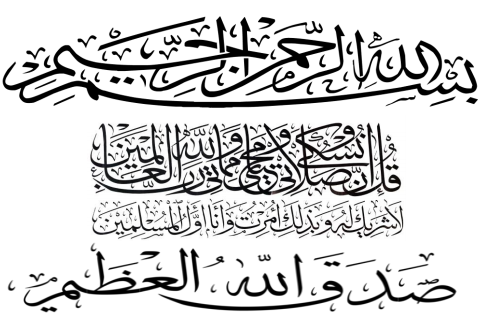 بسم الله الرحمن الرحيم
قل إن صلاتي ونسكي ومحياي ومماتي لله رب العالمين
لا شريك له وبذلك أمرت وأنا أول المسلمين
صدق الله العظيم